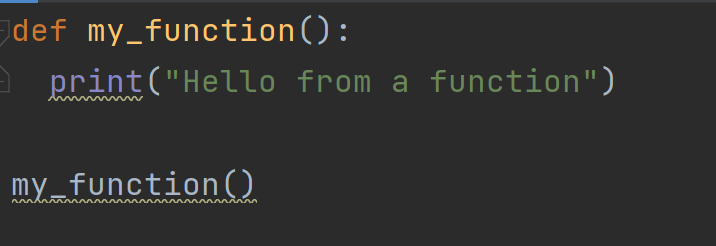 def my_function():
  print("Hello from a function")
my_function()